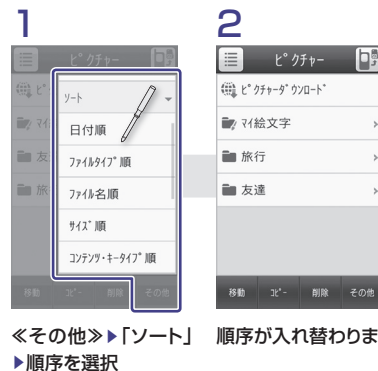 1
ピクチャー
ソート
日付順
ファイルタイプ順
ファイル名順
サイズ順
コンテンツ・キータイプ順
移動 コピー 削除 その他
≪その他≫▶「ソート」
▶順序を選択
2
ピクチャー
ピクチャーダウンロード
マイ絵文字
旅行
友達
移動 コピー 削除 その他
順序が入れ替わりま